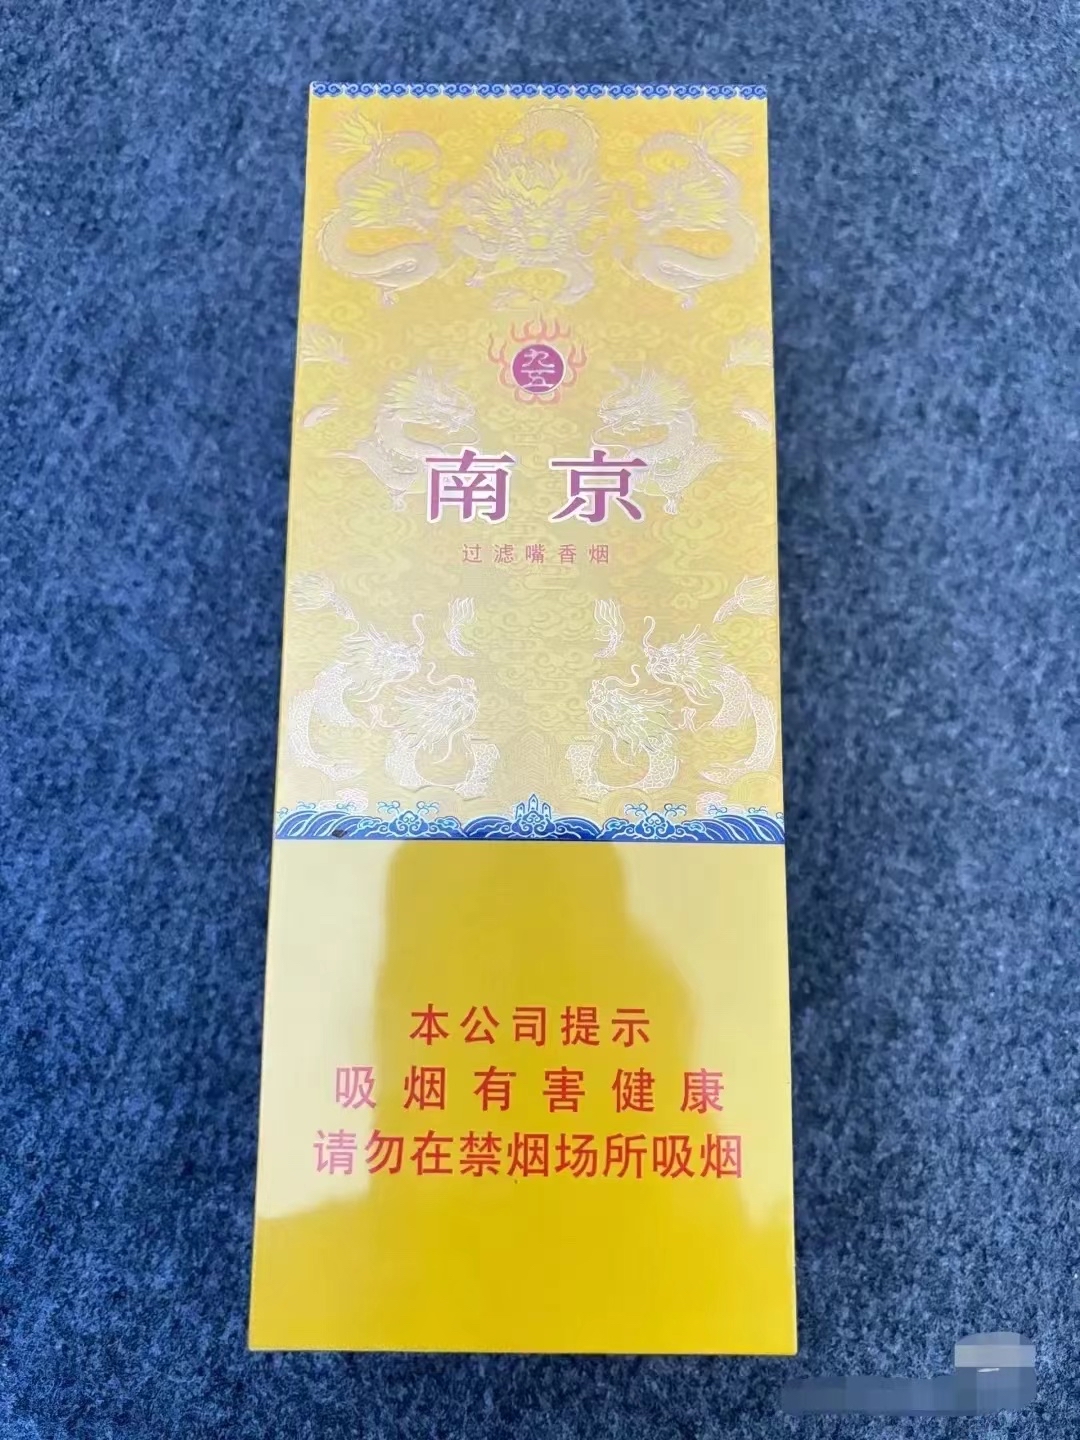 九五
南京
过滤嘴香烟
本公司提示
吸烟有害健康
请勿在禁烟场所吸烟